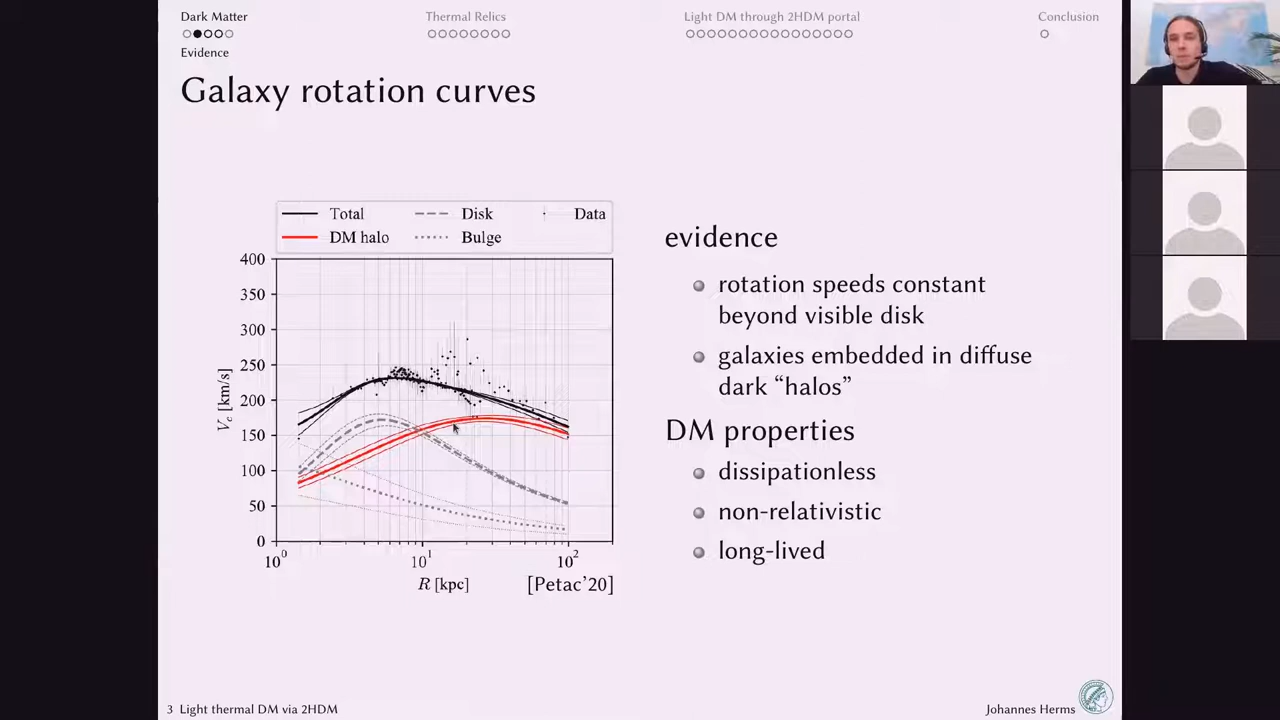 Dark Matter
Thermal Relics
Light DM through 2HDM portal
Conclusion
Evidence
Galaxy rotation curves
Total
Disk
Data
DM halo
Bulge
400
350
300
250
200
150
100
50
0
V_c [km/s]
10^0
10^1
10^2
R [kpc]
[Petac'20]
evidence
rotation speeds constant
beyond visible disk
galaxies embedded in diffuse
dark “halos”
DM properties
dissipationless
non-relativistic
long-lived
3 Light thermal DM via 2HDM
Johannes Herms